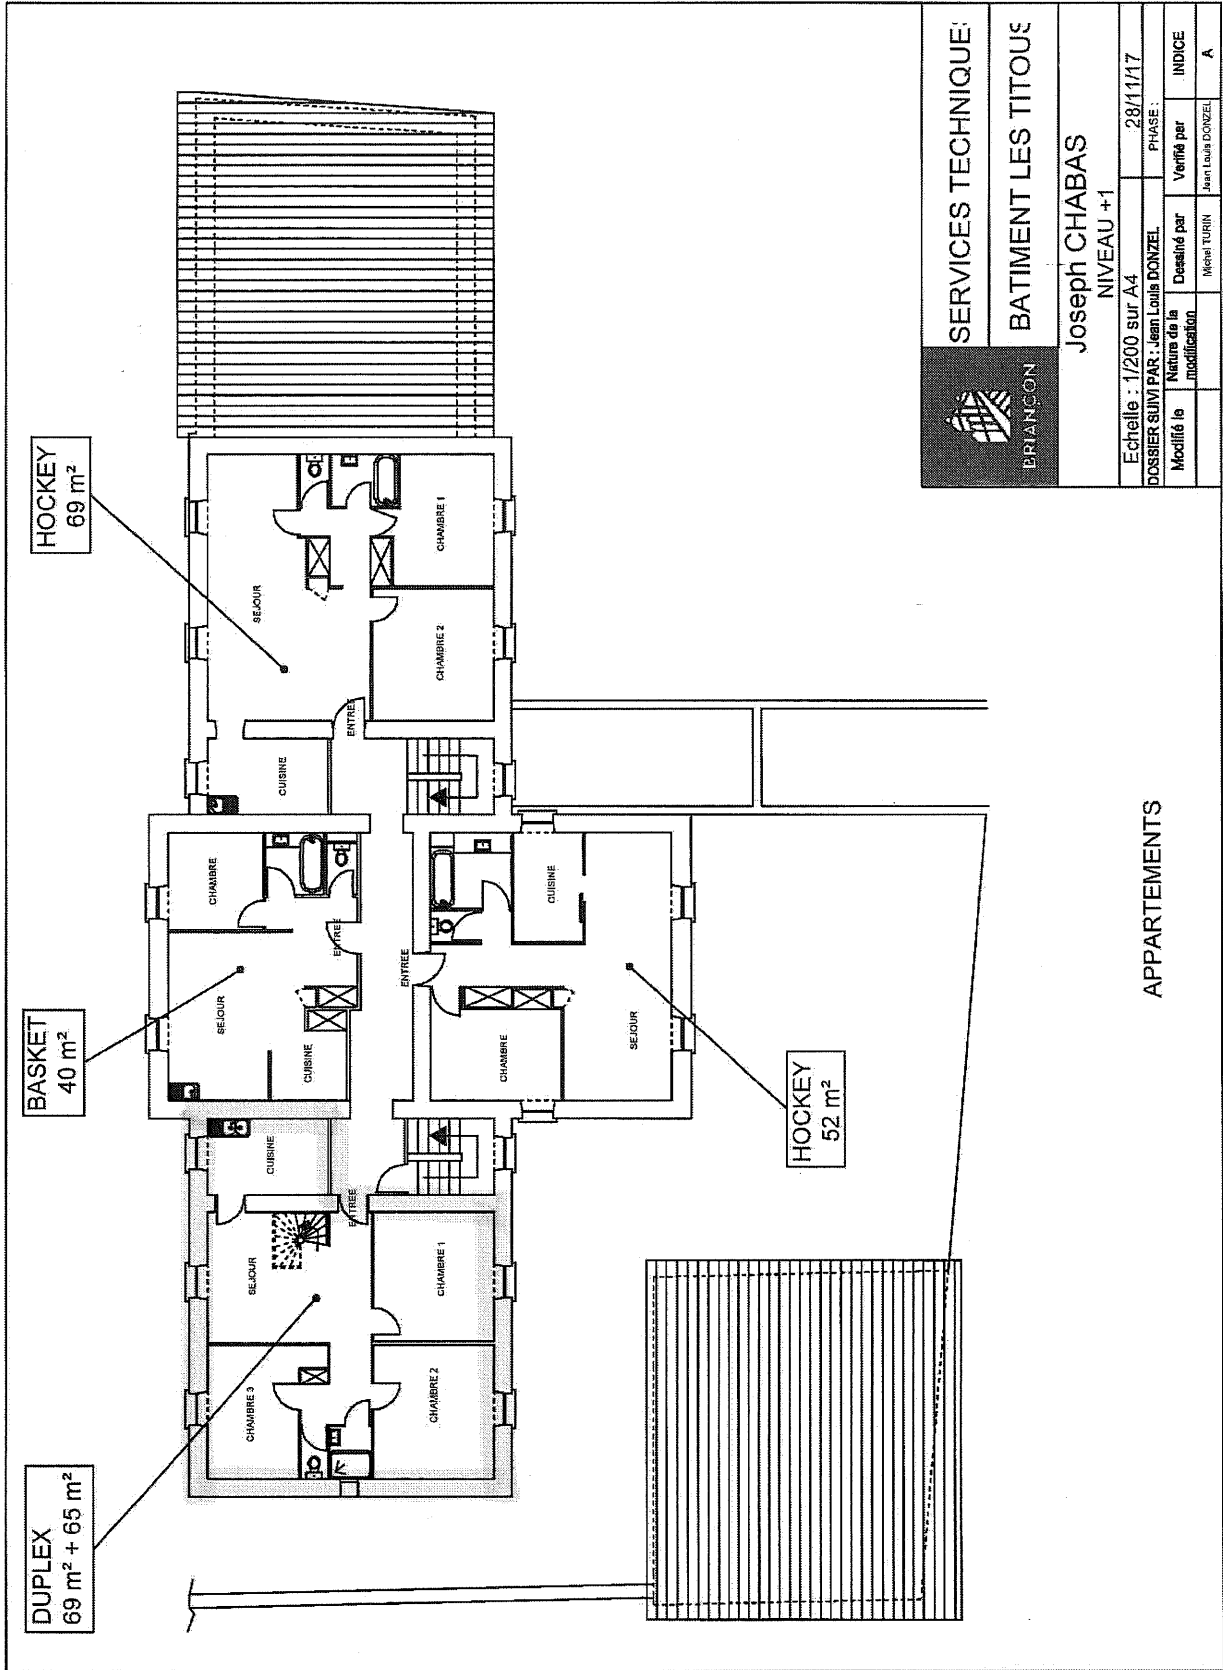 DUPLEX
69 m² + 65 m²
BASKET
40 m²
HOCKEY
69 m²
CHAMBRE 3
SEJOUR
CUISINE
CHAMBRE 2
CHAMBRE 1
ENTREE
SEJOUR
CHAMBRE
CUISINE
ENTREE
CUISINE
SEJOUR
ENTREE
CHAMBRE 2
CHAMBRE 1
ENTREE
CHAMBRE
CUISINE
SEJOUR
HOCKEY
52 m²
APPARTEMENTS
BRIANÇON
SERVICES TECHNIQUES
BATIMENT LES TITOUS
Joseph CHABAS
NIVEAU +1
Echelle : 1/200 sur A4
28/11/17
DOSSIER SUIVI PAR : Jean Louis DONZEL
PHASE :
Modifié le
Nature de la
modification
Dessiné par
Verifié par
INDICE
Michel TURIN
Jean Louis DONZEL
A